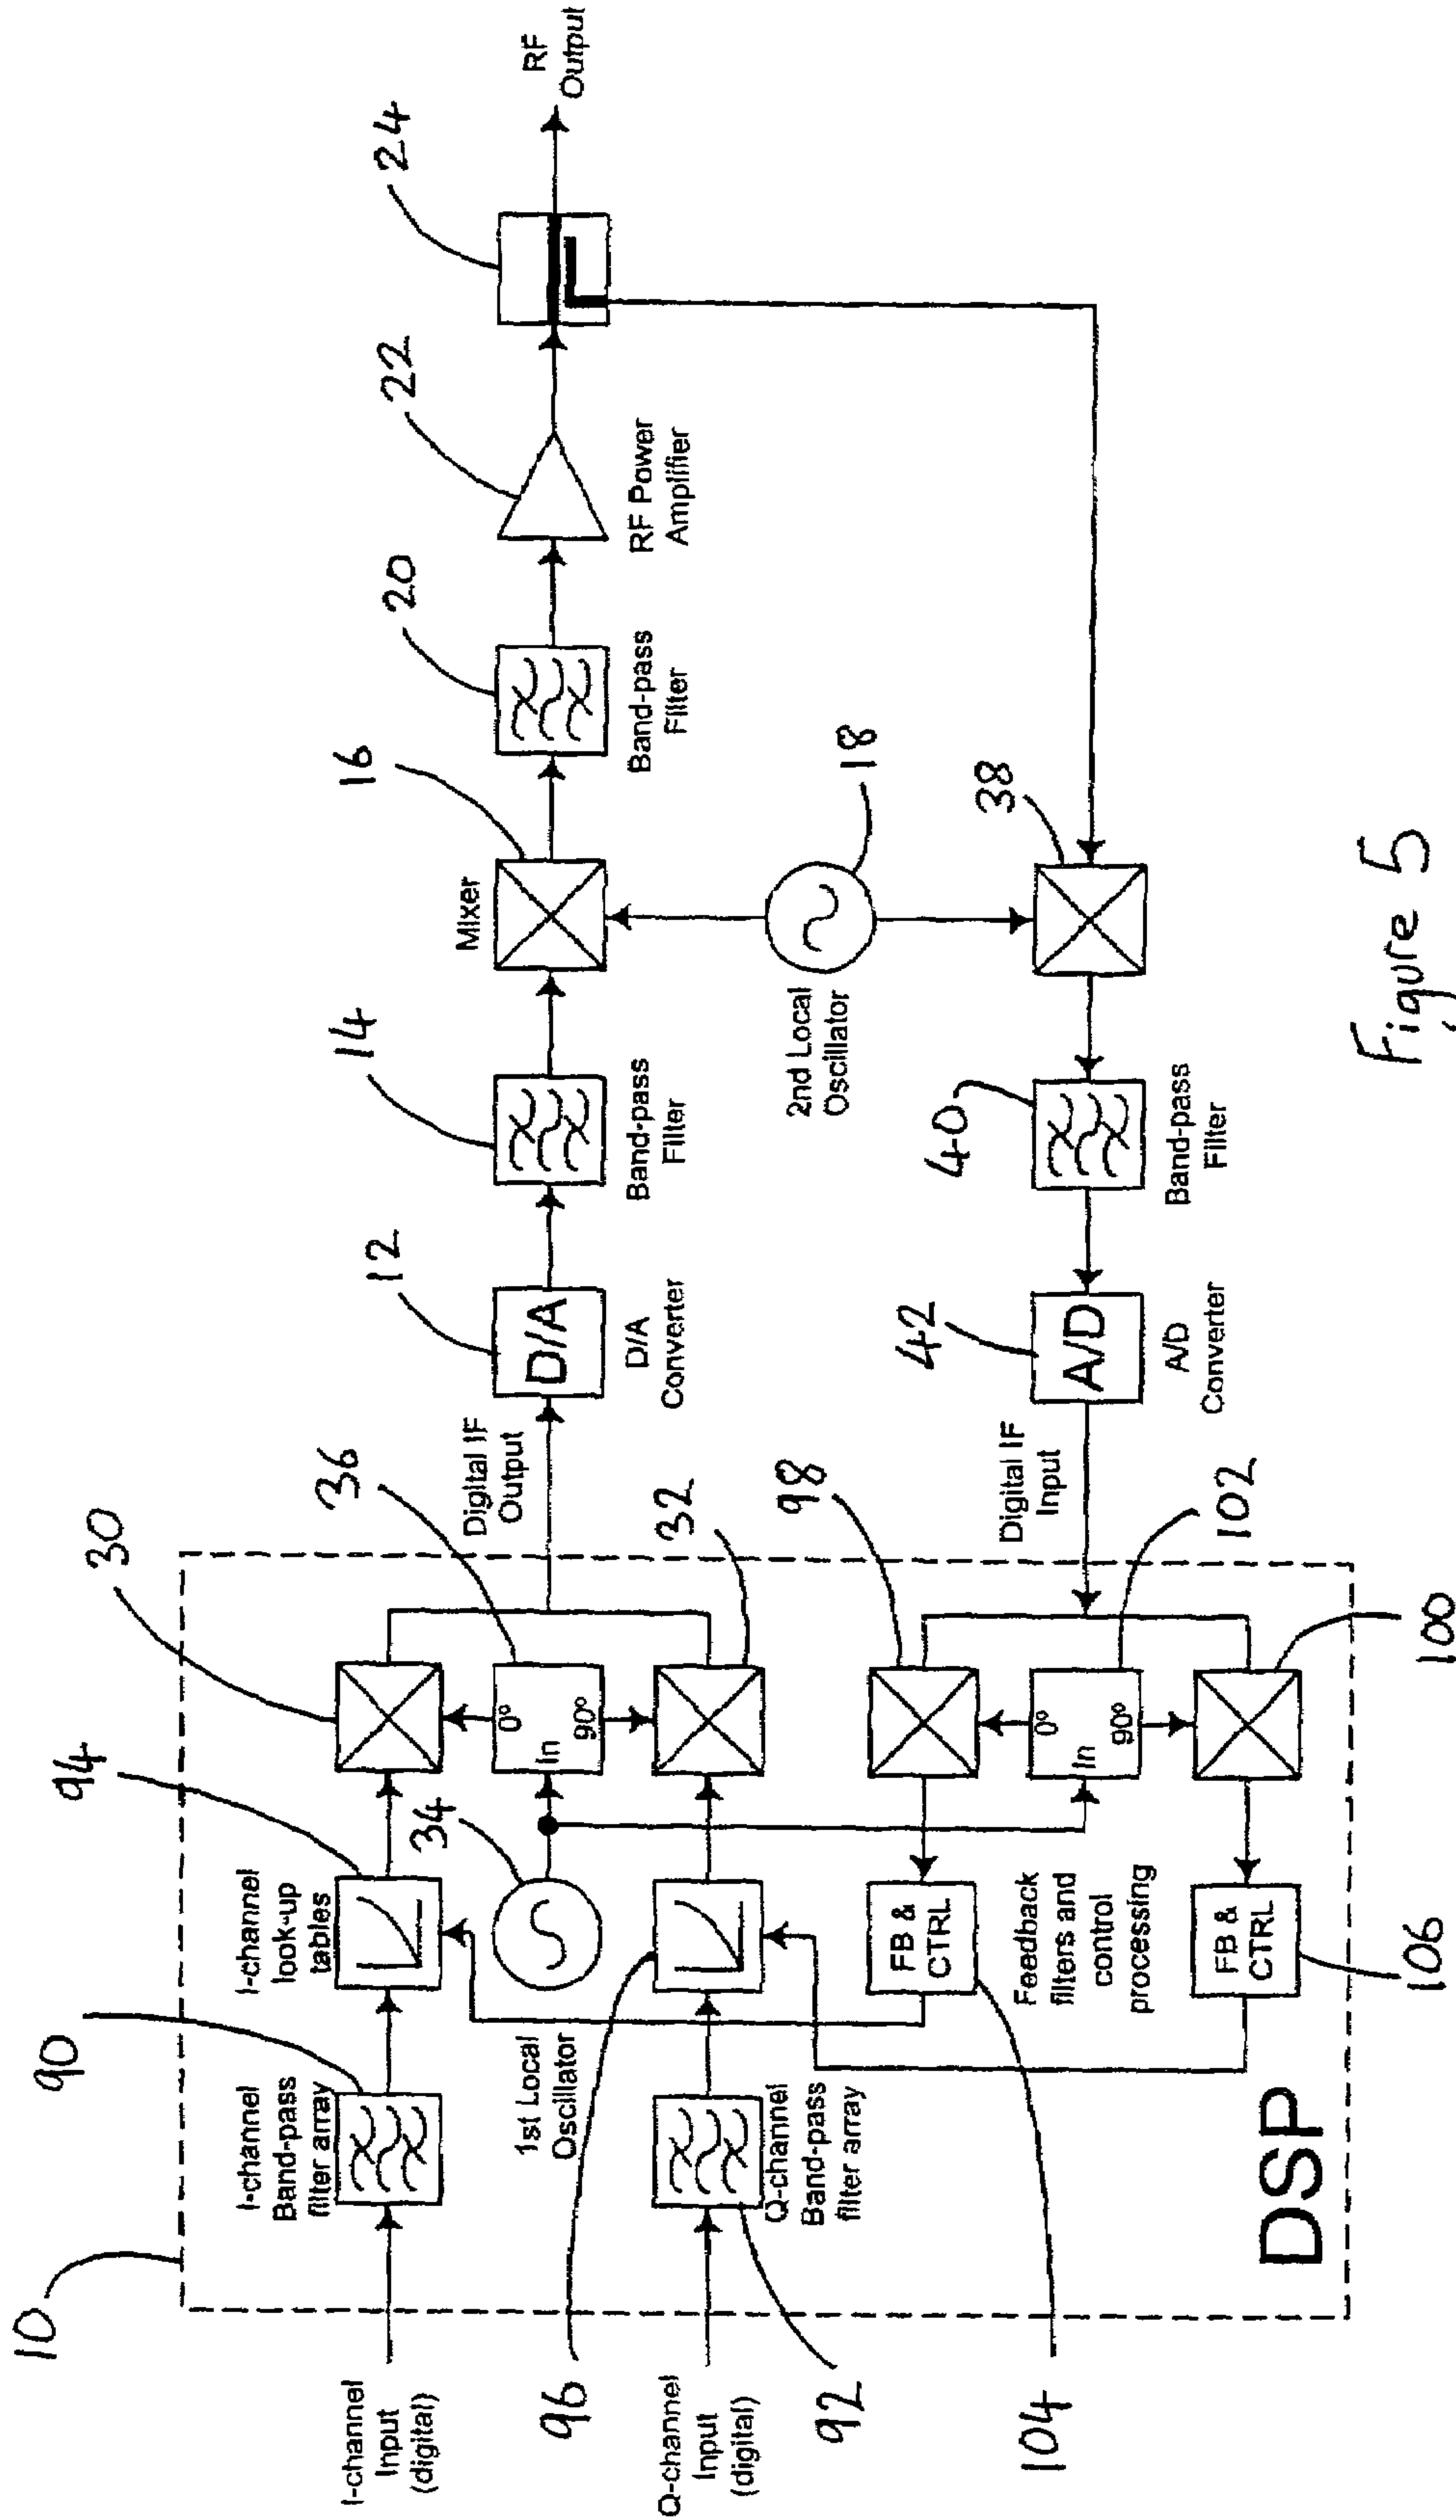 10
90
94
30
I-channel
Input
(digital)
I-channel
Band-pass
filter array
I-channel
look-up
tables
34
36
Digital IF
Output
12
14
Mixer
16
20
22
24
RF
Output
1st Local
Oscillator
In
0°
90°
D/A
D/A
Converter
Band-pass
Filter
Band-pass
Filter
RF Power
Amplifier
96
Q-channel
Input
(digital)
92
Q-channel
Band-pass
filter array
32
2nd Local
Oscillator
18
104
FB &
CTRL
98
Digital IF
Input
42
40
38
Feedback
filters and
control
processing
In
0°
90°
102
A/D
A/D
Converter
Band-pass
Filter
DSP
FB &
CTRL
106
100
Figure 5